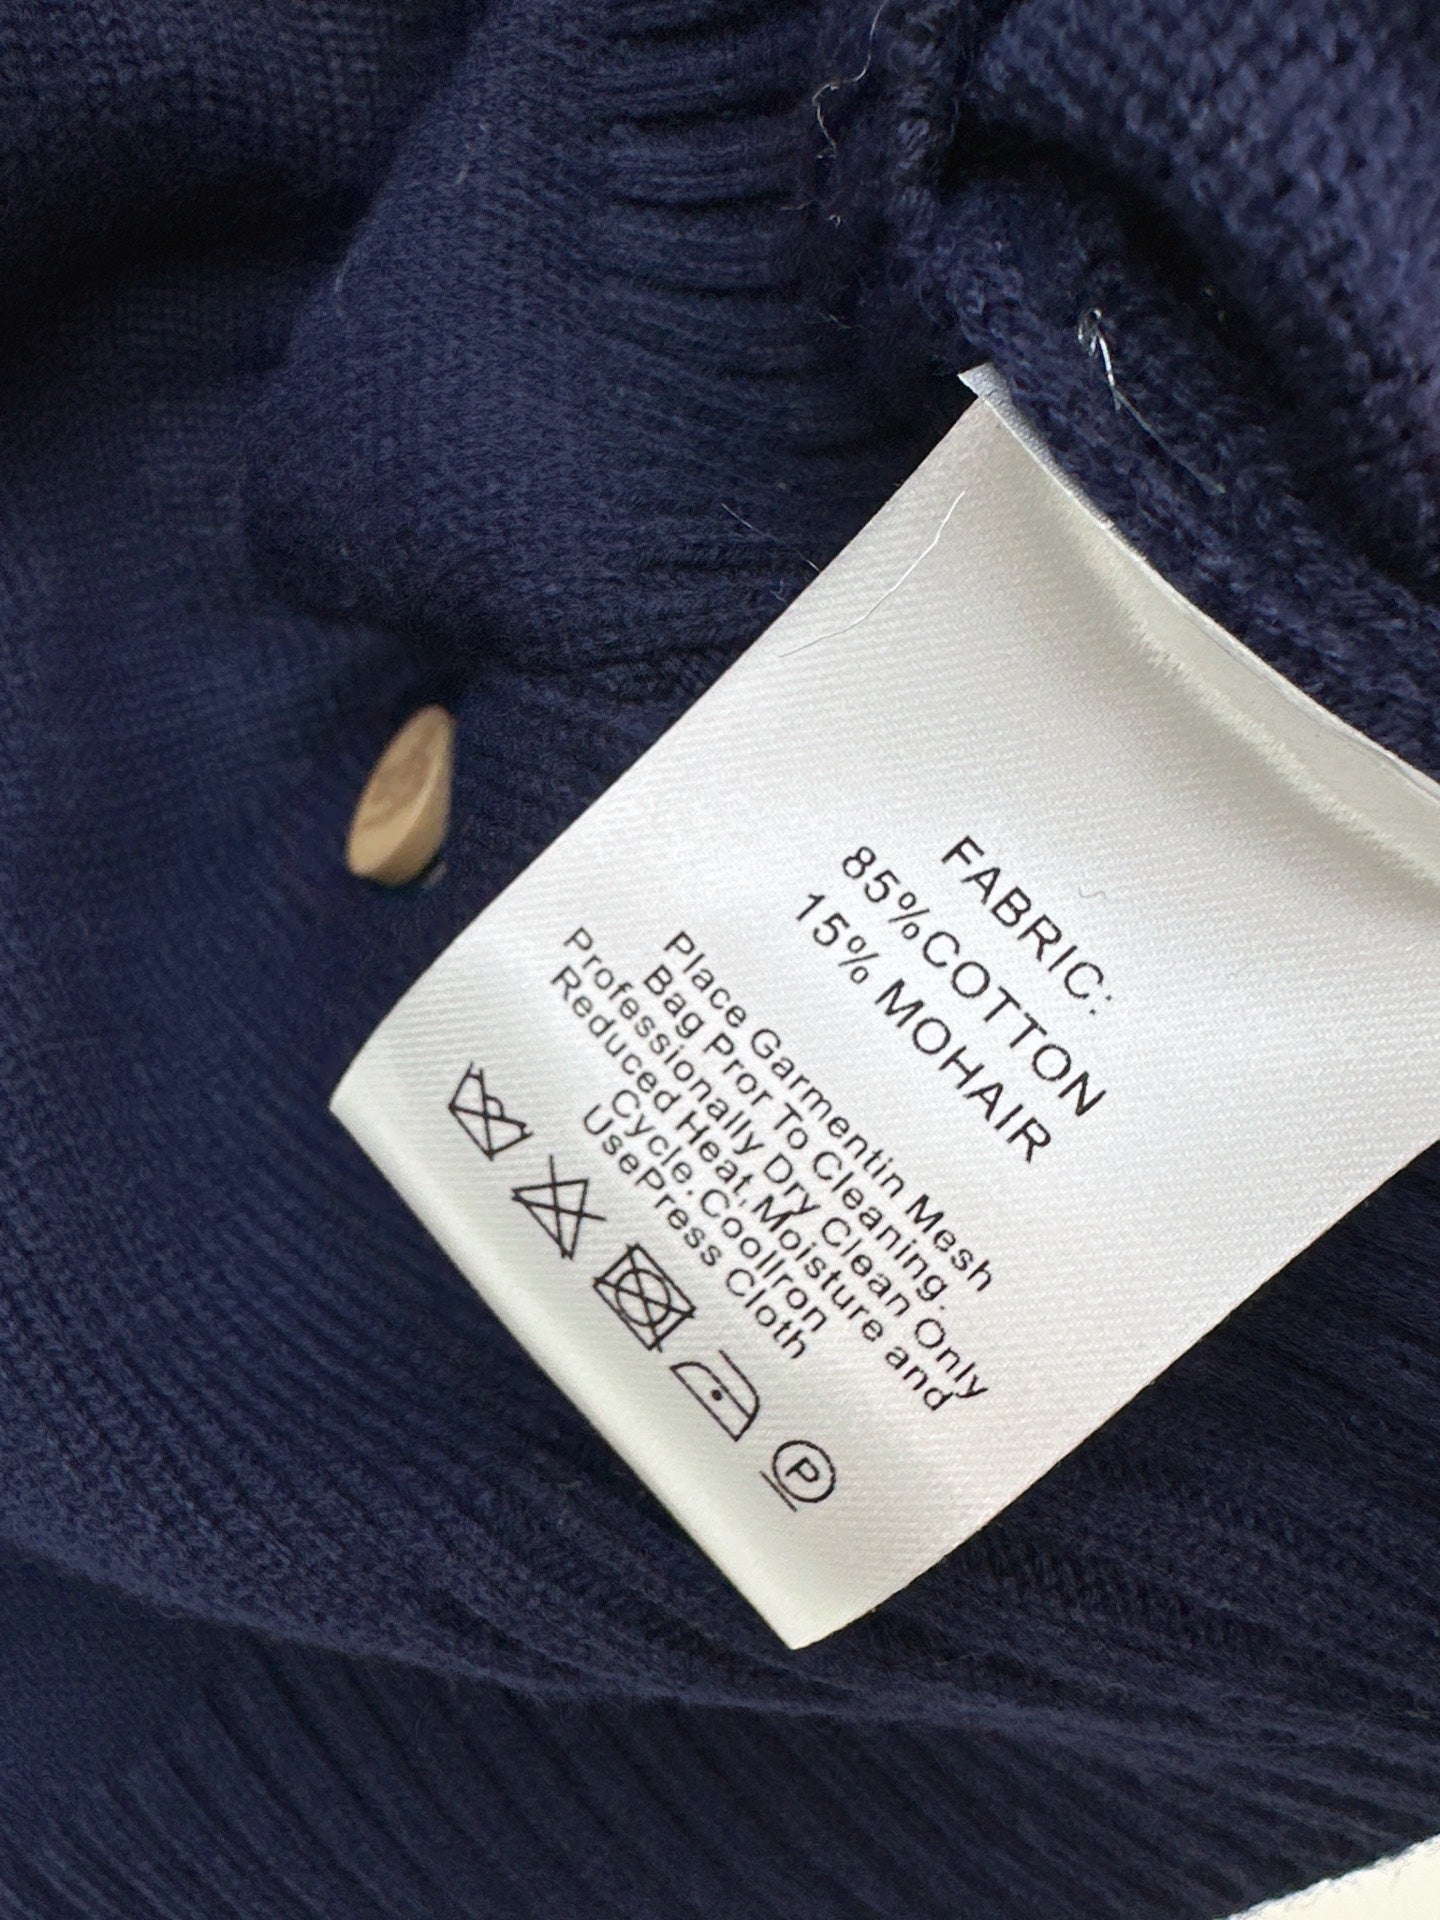 FABRIC:
85%COTTON
15% MOHAIR
Place Garmentin Mesh
Bag Pror To Cleaning.
Professionally Dry Clean Only
Reduced Heat.Moisture and
Cycle.CoolIron
UsePress Cloth
P